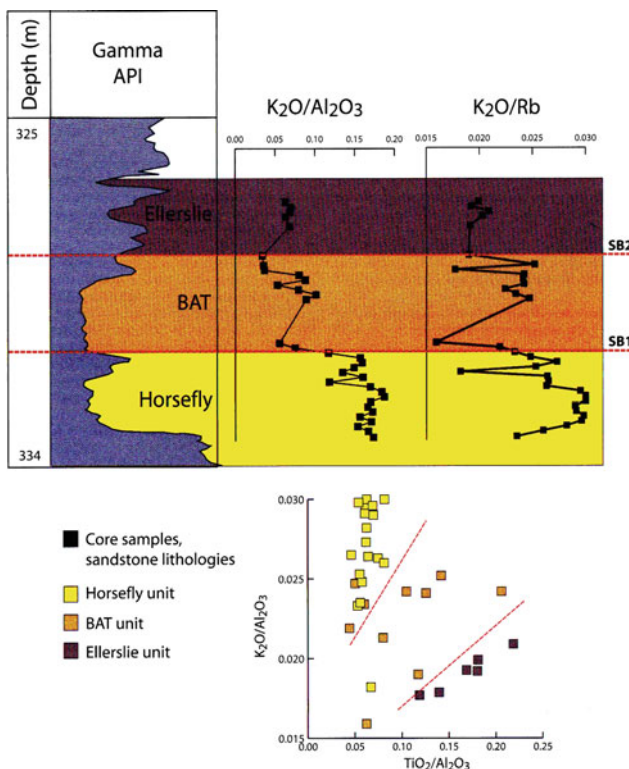 Depth (m)
Gamma
API
K2O/Al2O3
K2O/Rb
0.00 0.05 0.10 0.15 0.20
0.015 0.020 0.025 0.030
325
Ellerslie
SB2
BAT
SB1
Horsefly
334
Core samples,
sandstone lithologies
Horsefly unit
BAT unit
Ellerslie unit
K2O/Al2O3
0.030
0.025
0.020
0.015
0.00 0.05 0.10 0.15 0.20 0.25
TiO2/Al2O3